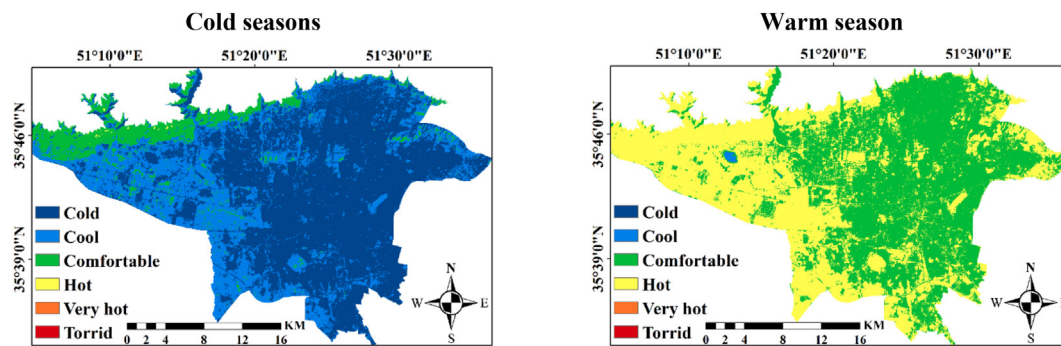 Cold seasons
51°10'0"E 51°20'0"E 51°30'0"E
35°46'0"N
35°39'0"N
Cold
Cool
Comfortable
Hot
Very hot
Torrid
0 2 4 8 12 16
KM
N
W E
S
Warm season
51°10'0"E 51°20'0"E 51°30'0"E
35°46'0"N
35°39'0"N
Cold
Cool
Comfortable
Hot
Very hot
Torrid
0 2 4 8 12 16
KM
N
W E
S